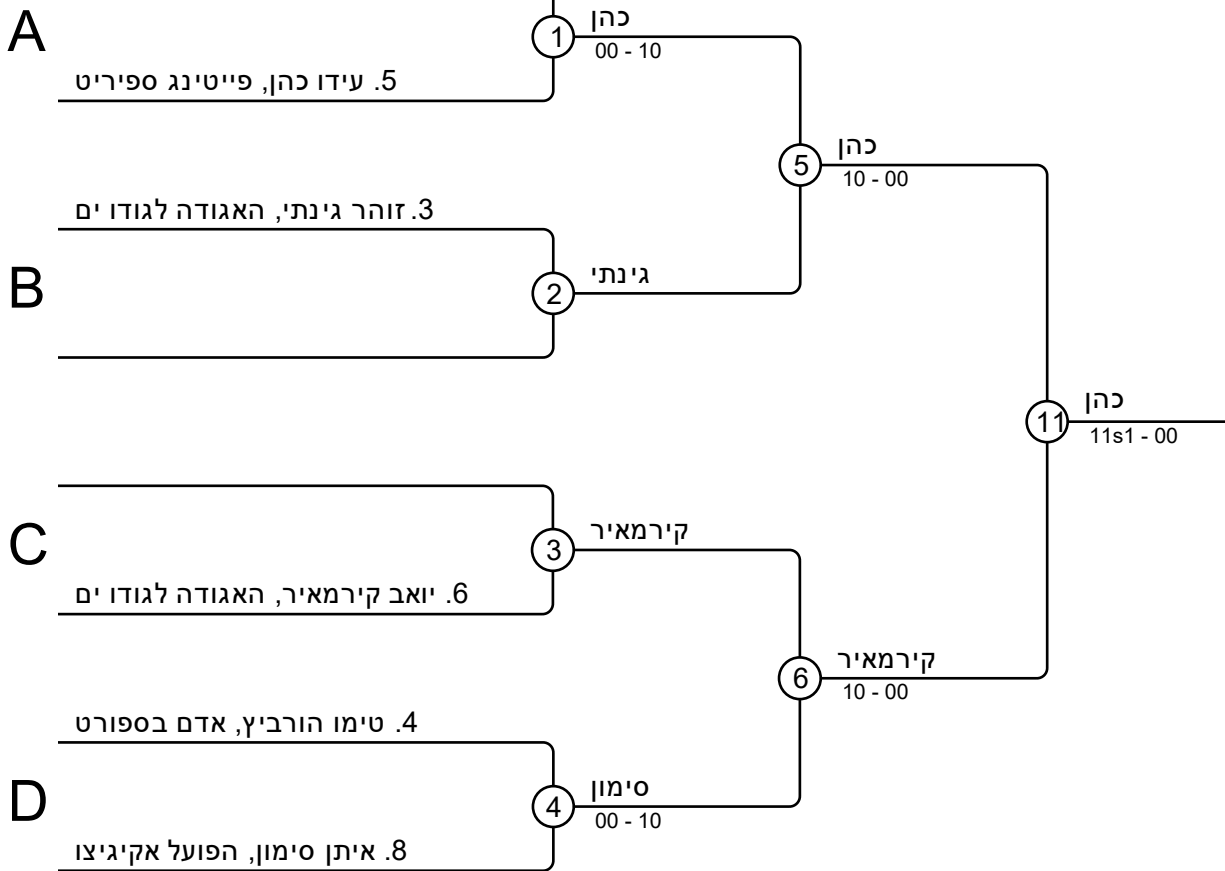 A
1
כהן
00 - 10
5. עידו כהן, פייטינג ספיריט
5
כהן
10 - 00
3. זוהר גינתי, האגודה לגודו ים
B
2
גינתי
11
כהן
11s1 - 00
C
3
קירמאיר
6. יואב קירמאיר, האגודה לגודו ים
6
קירמאיר
10 - 00
4. טימו הורביץ, אדם בספורט
D
4
סימון
00 - 10
8. איתן סימון, הפועל אקיגיצו